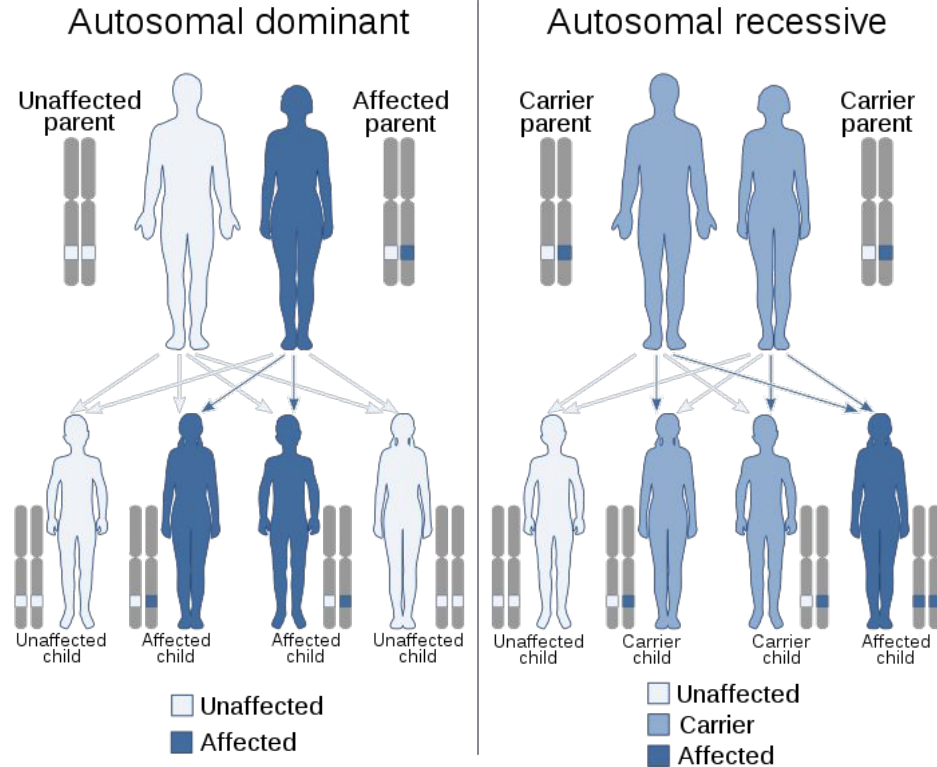 Autosomal dominant
Unaffected
parent
Affected
parent
Unaffected
child
Affected
child
Affected
child
Unaffected
child
Unaffected
Affected
Autosomal recessive
Carrier
parent
Carrier
parent
Unaffected
child
Carrier
child
Carrier
child
Affected
child
Unaffected
Carrier
Affected